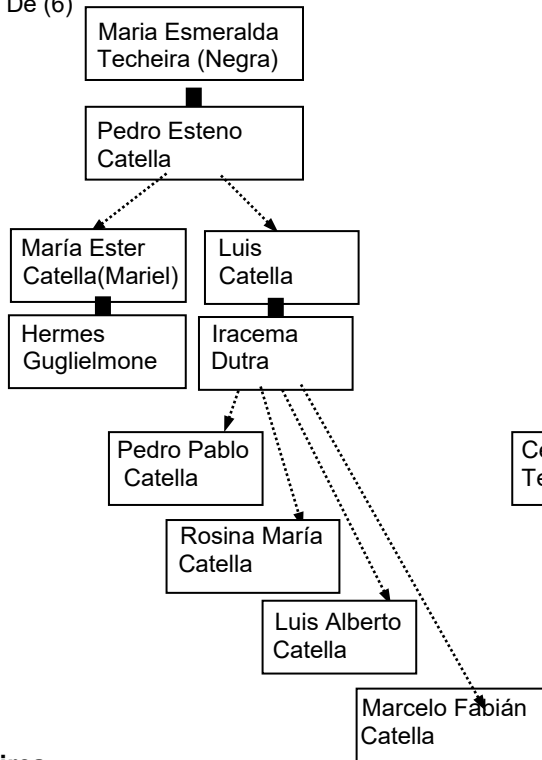 De (6)
Maria Esmeralda
Techeira (Negra)
Pedro Esteno
Catella
María Ester
Catella(Mariel)
Luis
Catella
Hermes
Guglielmone
Iracema
Dutra
Pedro Pablo
Catella
Rosina María
Catella
Luis Alberto
Catella
Marcelo Fabián
Catella